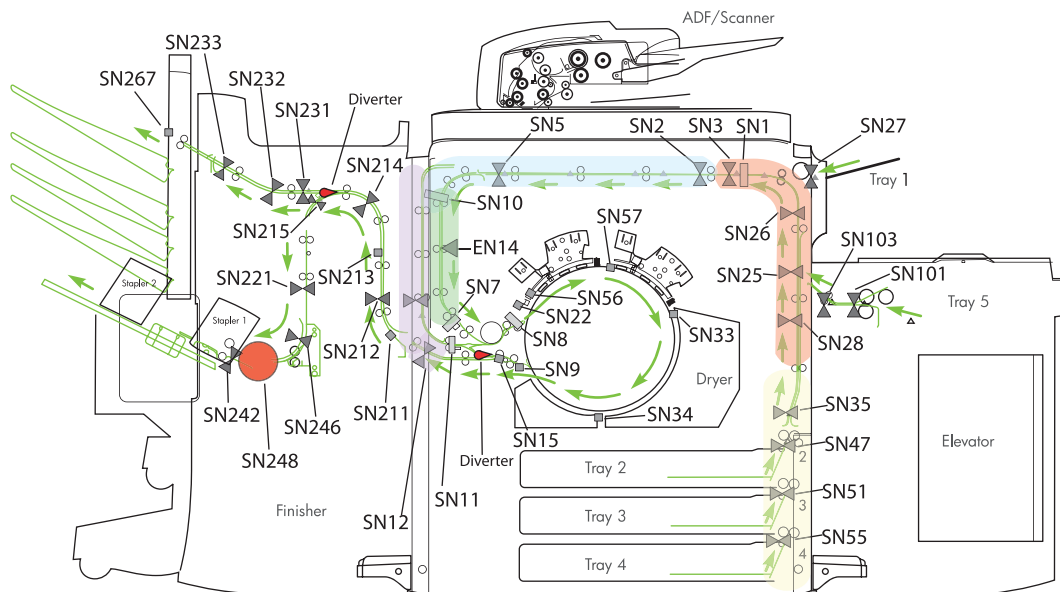 ADF/Scanner
SN233
SN267
SN232
SN231
Diverter
SN214
SN5
SN2
SN3
SN1
SN27
Tray 1
SN10
SN215
SN57
SN26
EN14
SN213
SN25
SN103
SN101
SN221
SN7
SN56
Tray 5
Stapler 2
SN22
SN33
Stapler 1
SN8
SN28
SN212
SN9
Dryer
SN35
SN242
SN246
SN211
SN34
SN15
SN47
Elevator
SN248
Diverter
Tray 2
2
SN11
Finisher
SN12
Tray 3
3
SN51
SN55
Tray 4
4